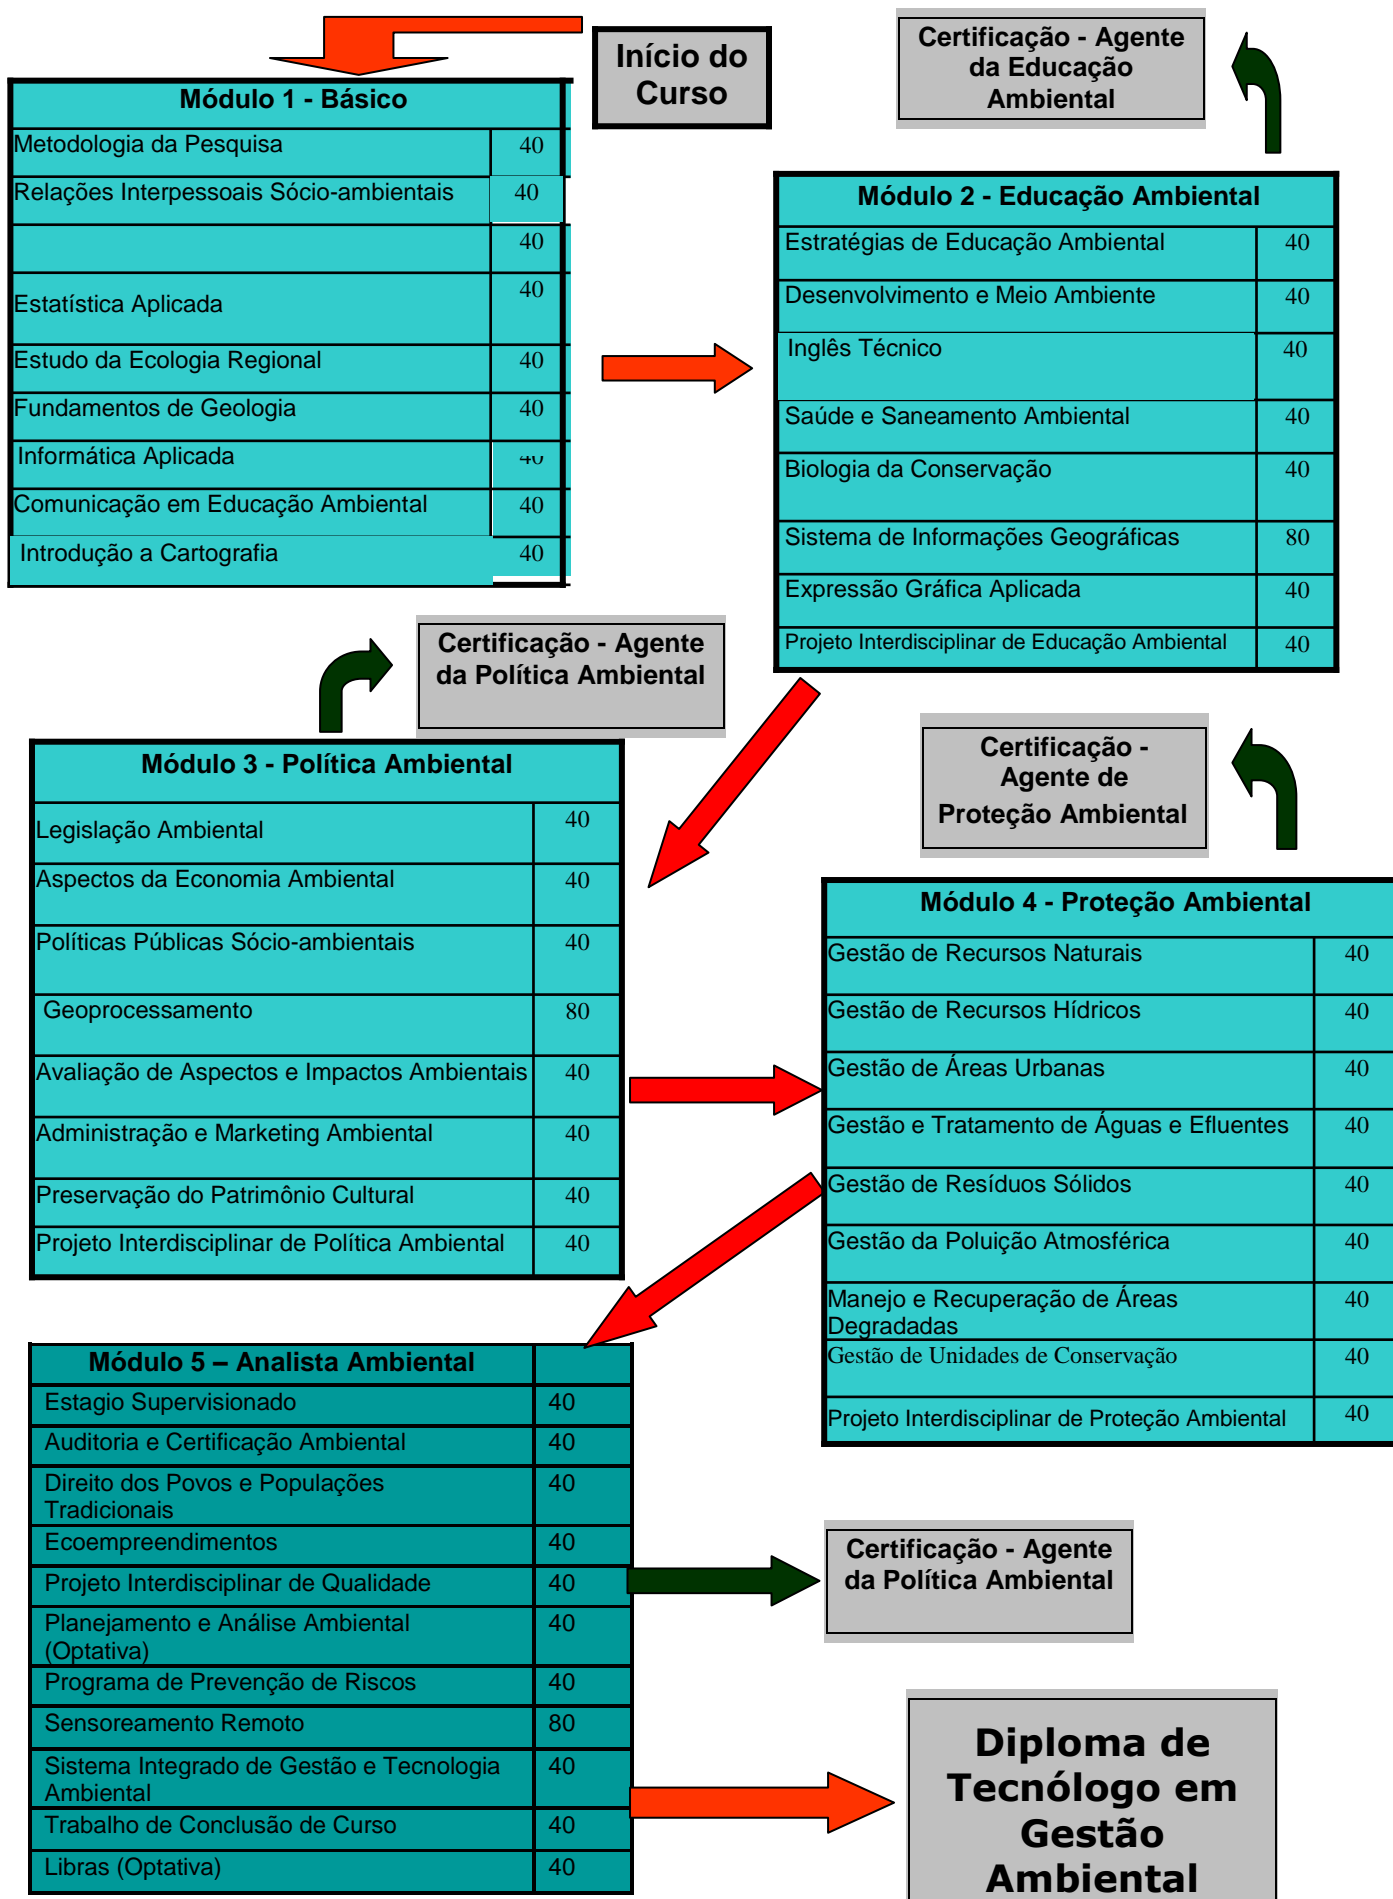 Início do
Curso
Certificação - Agente
da Educação
Ambiental
Módulo 1 - Básico
Metodologia da Pesquisa 40
Relações Interpessoais Sócio-ambientais 40
40
Estatística Aplicada 40
Estudo da Ecologia Regional 40
Fundamentos de Geologia 40
Informática Aplicada 40
Comunicação em Educação Ambiental 40
Introdução a Cartografia 40
Módulo 2 - Educação Ambiental
Estratégias de Educação Ambiental 40
Desenvolvimento e Meio Ambiente 40
Inglês Técnico 40
Saúde e Saneamento Ambiental 40
Biologia da Conservação 40
Sistema de Informações Geográficas 80
Expressão Gráfica Aplicada 40
Projeto Interdisciplinar de Educação Ambiental 40
Certificação - Agente
da Política Ambiental
Módulo 3 - Política Ambiental
Legislação Ambiental 40
Aspectos da Economia Ambiental 40
Políticas Públicas Sócio-ambientais 40
Geoprocessamento 80
Avaliação de Aspectos e Impactos Ambientais 40
Administração e Marketing Ambiental 40
Preservação do Patrimônio Cultural 40
Projeto Interdisciplinar de Política Ambiental 40
Certificação -
Agente de
Proteção Ambiental
Módulo 4 - Proteção Ambiental
Gestão de Recursos Naturais 40
Gestão de Recursos Hídricos 40
Gestão de Áreas Urbanas 40
Gestão e Tratamento de Águas e Efluentes 40
Gestão de Resíduos Sólidos 40
Gestão da Poluição Atmosférica 40
Manejo e Recuperação de Áreas 40
Degradadas
Gestão de Unidades de Conservação 40
Projeto Interdisciplinar de Proteção Ambiental 40
Módulo 5 – Analista Ambiental
Estagio Supervisionado 40
Auditoria e Certificação Ambiental 40
Direito dos Povos e Populações 40
Tradicionais
Ecoempreendimentos 40
Projeto Interdisciplinar de Qualidade 40
Planejamento e Análise Ambiental 40
(Optativa)
Programa de Prevenção de Riscos 40
Sensoreamento Remoto 80
Sistema Integrado de Gestão e Tecnologia 40
Ambiental
Trabalho de Conclusão de Curso 40
Libras (Optativa) 40
Certificação - Agente
da Política Ambiental
Diploma de
Tecnólogo em
Gestão
Ambiental